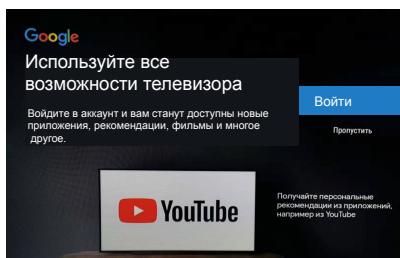 Google
Используйте все
возможности телевизора
Войдите в аккаунт и вам станут доступны новые
приложения, рекомендации, фильмы и многое
другое.
Войти
Пропустить
YouTube
Получайте персональные
рекомендации из приложений,
например из YouTube